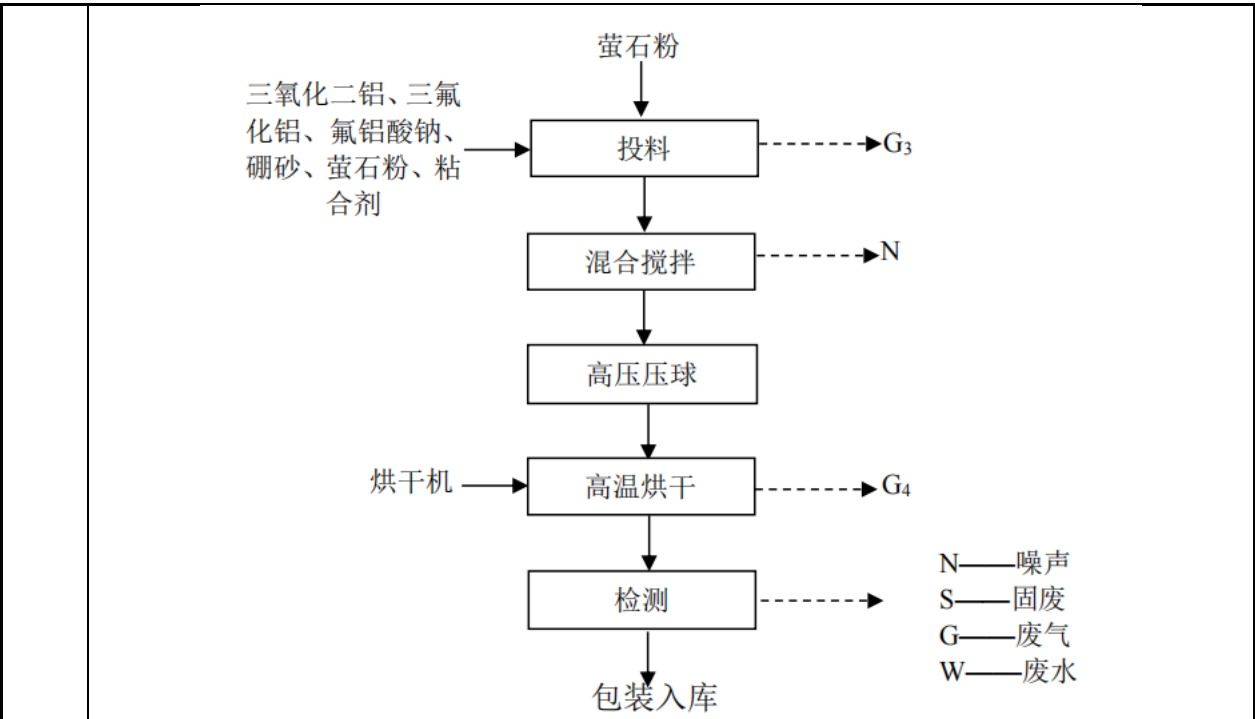 萤石粉
三氧化二铝、三氟
化铝、氟铝酸钠、
硼砂、萤石粉、粘
合剂
投料
G₃
混合搅拌
N
高压压球
烘干机
高温烘干
G₄
检测
N——噪声
S——固废
G——废气
W——废水
包装入库